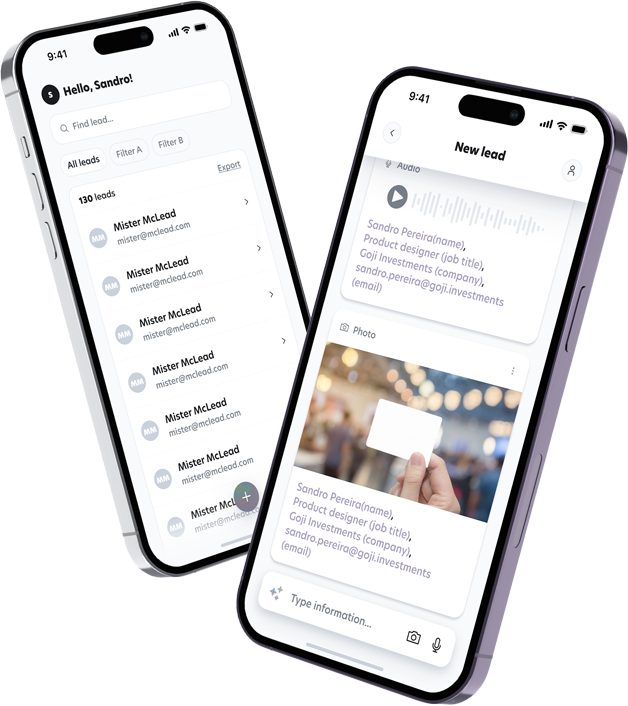 9:41
S
Hello, Sandro!
Find lead...
All leads
Filter A
Filter B
130 leads
Export
MM
Mister McLead
mister@mclead.com
MM
Mister McLead
mister@mclead.com
MM
Mister McLead
mister@mclead.com
MM
Mister McLead
mister@mclead.com
MM
Mister McLead
mister@mclead.com
MM
Mister McLead
mister@mclead.com
MM
Mister McL
mister@mclea
9:41
New lead
Audio
Sandro Pereira(name),
Product designer (job title),
Goji Investments (company),
sandro.pereira@goji.investments
(email)
Photo
Sandro Pereira(name),
Product designer (job title),
Goji Investments (company),
sandro.pereira@goji.investments
(email)
Type information...